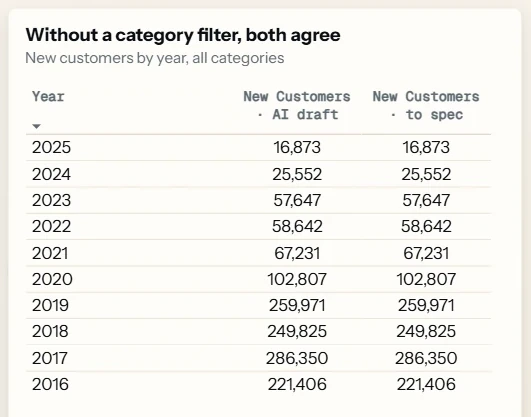 Without a category filter, both agree
New customers by year, all categories
Year New Customers · AI draft New Customers · to spec
2025 16,873 16,873
2024 25,552 25,552
2023 57,647 57,647
2022 58,642 58,642
2021 67,231 67,231
2020 102,807 102,807
2019 259,971 259,971
2018 249,825 249,825
2017 286,350 286,350
2016 221,406 221,406